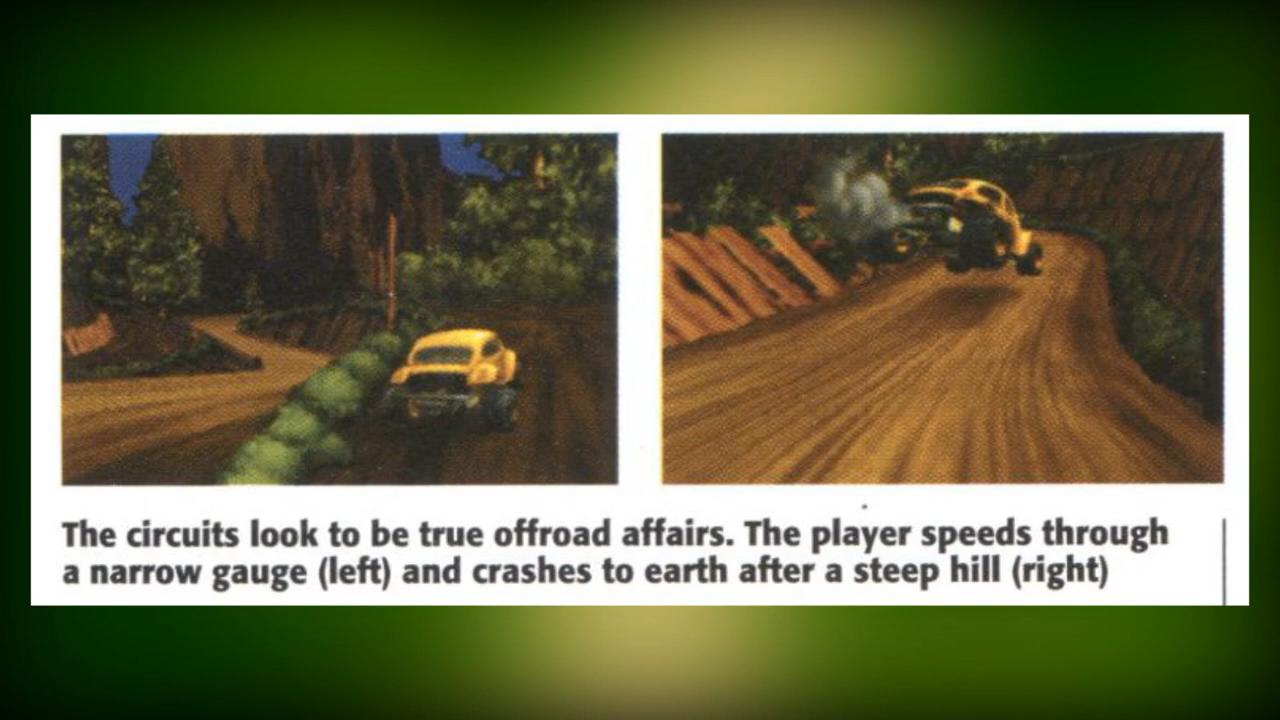 The circuits look to be true offroad affairs. The player speeds through
a narrow gauge (left) and crashes to earth after a steep hill (right)